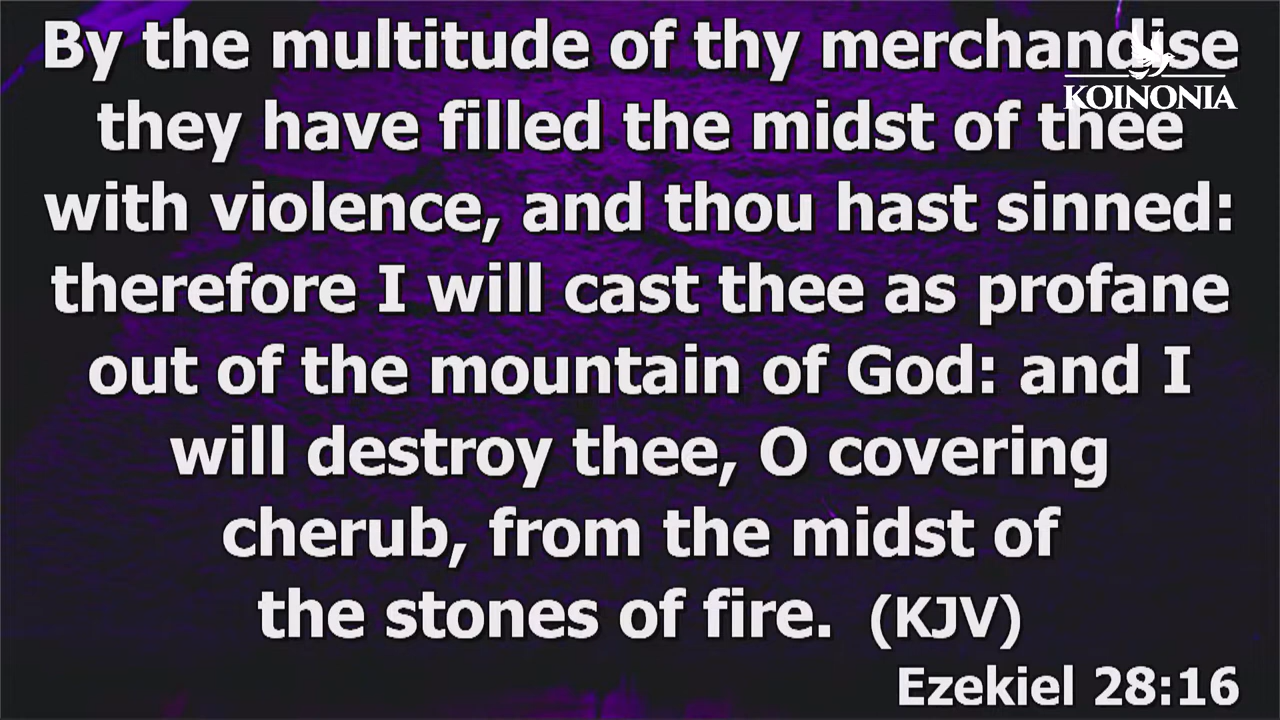 By the multitude of thy merchandise
KOINONIA
they have filled the midst of thee
with violence, and thou hast sinned:
therefore I will cast thee as profane
out of the mountain of God: and I
will destroy thee, O covering
cherub, from the midst of
the stones of fire. (KJV)
Ezekiel 28:16